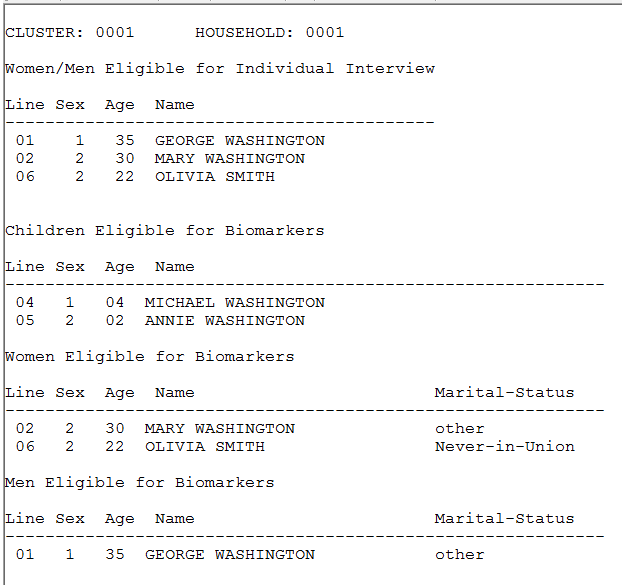 CLUSTER: 0001      HOUSEHOLD: 0001
Women/Men Eligible for Individual Interview
Line Sex  Age  Name
-------------------------------------------
 01    1   35  GEORGE WASHINGTON
 02    2   30  MARY WASHINGTON
 06    2   22  OLIVIA SMITH
Children Eligible for Biomarkers
Line Sex  Age  Name
------------------------------------------------------------
 04   1   04  MICHAEL WASHINGTON
 05   2   02  ANNIE WASHINGTON
Women Eligible for Biomarkers
Line Sex  Age  Name                        Marital-Status
------------------------------------------------------------
 02   2   30  MARY WASHINGTON              other
 06   2   22  OLIVIA SMITH                 Never-in-Union
Men Eligible for Biomarkers
Line Sex  Age  Name                        Marital-Status
------------------------------------------------------------
 01   1   35  GEORGE WASHINGTON            other